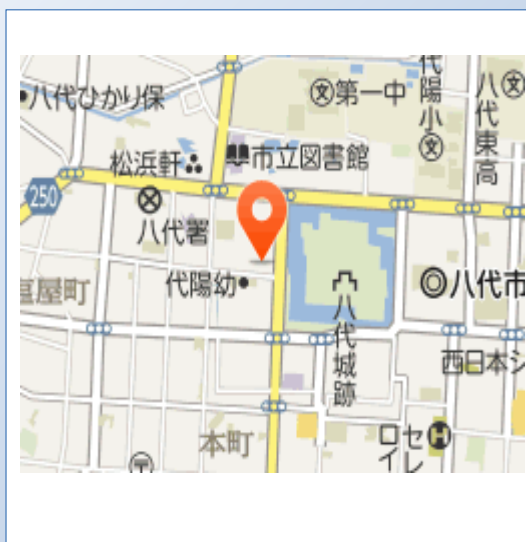 八代ひかり保
第一中
代陽小
八代東高
松浜軒
市立図書館
250
八代署
代陽幼
塩屋町
八代城跡
八代市
西日本シ
本町
セレ
イロ